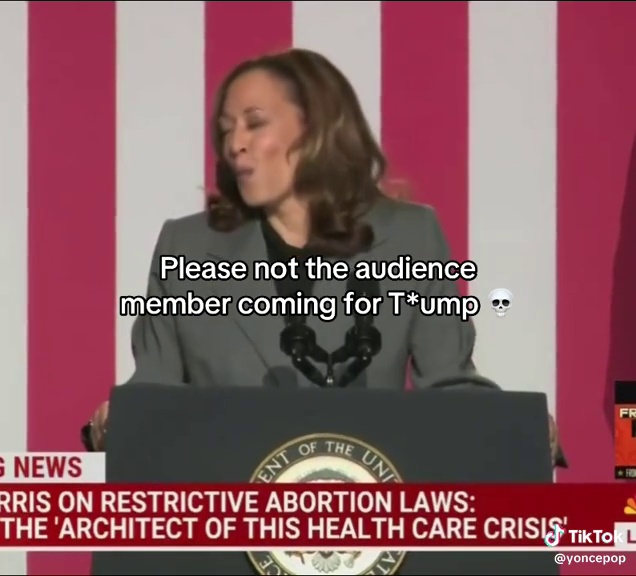 Please not the audience
member coming for T*ump 💀
G NEWS
RRIS ON RESTRICTIVE ABORTION LAWS:
THE 'ARCHITECT OF THIS HEALTH CARE CRISIS'
ENT OF THE UNI
FR
TikTok
@yoncepop